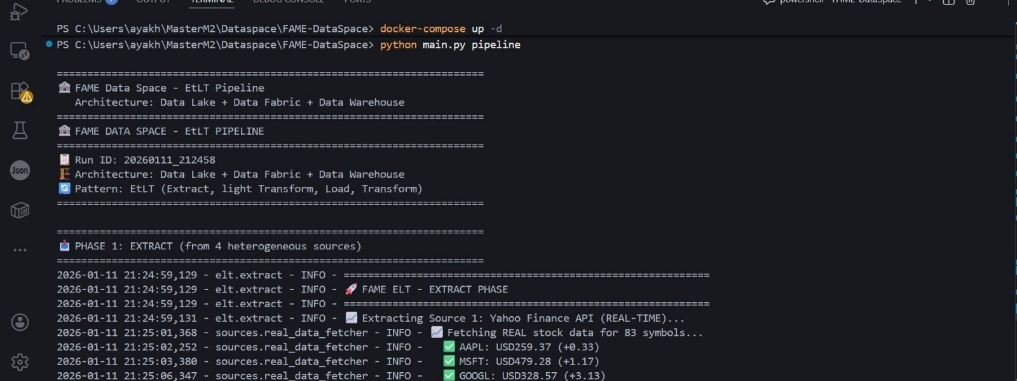 PROBLEMS OUTPUT TERMINAL DEBUG CONSOLE PORTS powershell - FAME-DataSpace
PS C:\Users\ayakh\MasterM2\Dataspace\FAME-DataSpace> docker-compose up -d
PS C:\Users\ayakh\MasterM2\Dataspace\FAME-DataSpace> python main.py pipeline
======================================================================
🏦 FAME Data Space - EtLT Pipeline
Architecture: Data Lake + Data Fabric + Data Warehouse
======================================================================
🏦 FAME DATA SPACE - EtLT PIPELINE
======================================================================
📋 Run ID: 20260111_212458
🏗️ Architecture: Data Lake + Data Fabric + Data Warehouse
🔄 Pattern: EtLT (Extract, light Transform, Load, Transform)
======================================================================
======================================================================
📥 PHASE 1: EXTRACT (from 4 heterogeneous sources)
======================================================================
2026-01-11 21:24:59,129 - elt.extract - INFO - ============================================================
2026-01-11 21:24:59,129 - elt.extract - INFO - 🚀 FAME ELT - EXTRACT PHASE
2026-01-11 21:24:59,129 - elt.extract - INFO - ============================================================
2026-01-11 21:24:59,131 - elt.extract - INFO - 📈 Extracting Source 1: Yahoo Finance API (REAL-TIME)...
2026-01-11 21:25:01,368 - sources.real_data_fetcher - INFO - 📈 Fetching REAL stock data for 83 symbols...
2026-01-11 21:25:02,252 - sources.real_data_fetcher - INFO - ✅ AAPL: USD259.37 (+0.33)
2026-01-11 21:25:03,380 - sources.real_data_fetcher - INFO - ✅ MSFT: USD479.28 (+1.17)
2026-01-11 21:25:06,347 - sources.real_data_fetcher - INFO - ✅ GOOGL: USD328.57 (+3.13)
Json